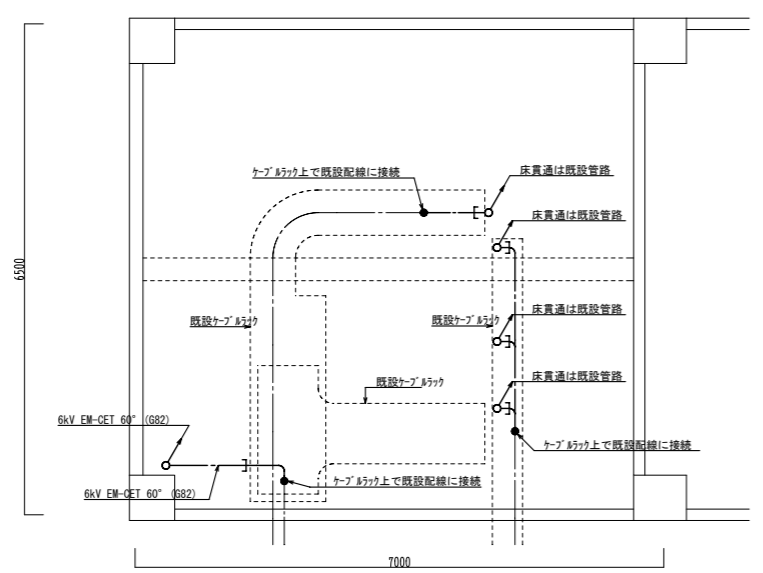 ｹｰﾌﾞﾙﾗｯｸ上で既設配線に接続
床貫通は既設管路
床貫通は既設管路
6500
既設ｹｰﾌﾞﾙﾗｯｸ
既設ｹｰﾌﾞﾙﾗｯｸ
床貫通は既設管路
既設ｹｰﾌﾞﾙﾗｯｸ
床貫通は既設管路
6kV EM-CET 60° (G82)
ｹｰﾌﾞﾙﾗｯｸ上で既設配線に接続
ｹｰﾌﾞﾙﾗｯｸ上で既設配線に接続
6kV EM-CET 60° (G82)
7000